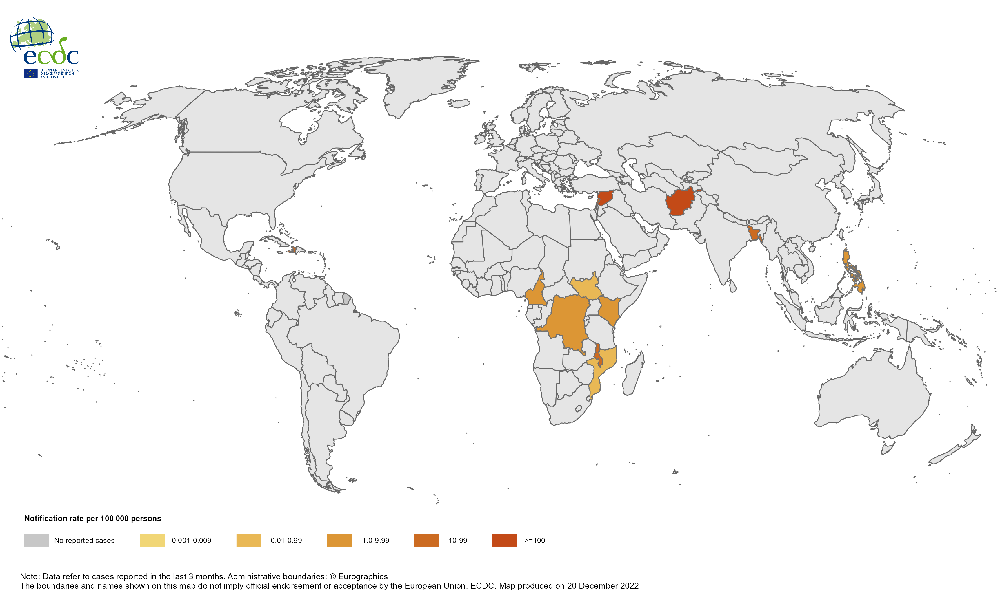 ecdc
EUROPEAN CENTRE FOR
DISEASE PREVENTION
AND CONTROL
Notification rate per 100 000 persons
No reported cases
0.001-0.009
0.01-0.99
1.0-9.99
10-99
>=100
Note: Data refer to cases reported in the last 3 months. Administrative boundaries: © Eurographics
The boundaries and names shown on this map do not imply official endorsement or acceptance by the European Union. ECDC. Map produced on 20 December 2022